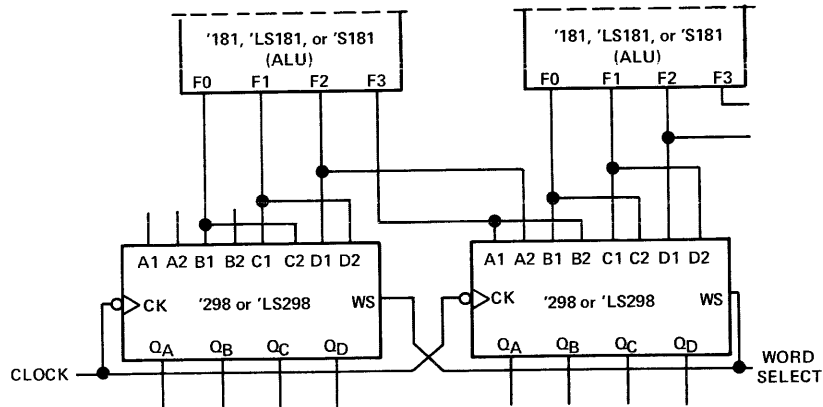 '181, 'LS181, or 'S181
(ALU)
F0 F1 F2 F3
'181, 'LS181, or 'S181
(ALU)
F0 F1 F2 F3
A1 A2 B1 B2 C1 C2 D1 D2
CK '298 or 'LS298 WS
QA QB QC QD
A1 A2 B1 B2 C1 C2 D1 D2
CK '298 or 'LS298 WS
QA QB QC QD
CLOCK
WORD
SELECT